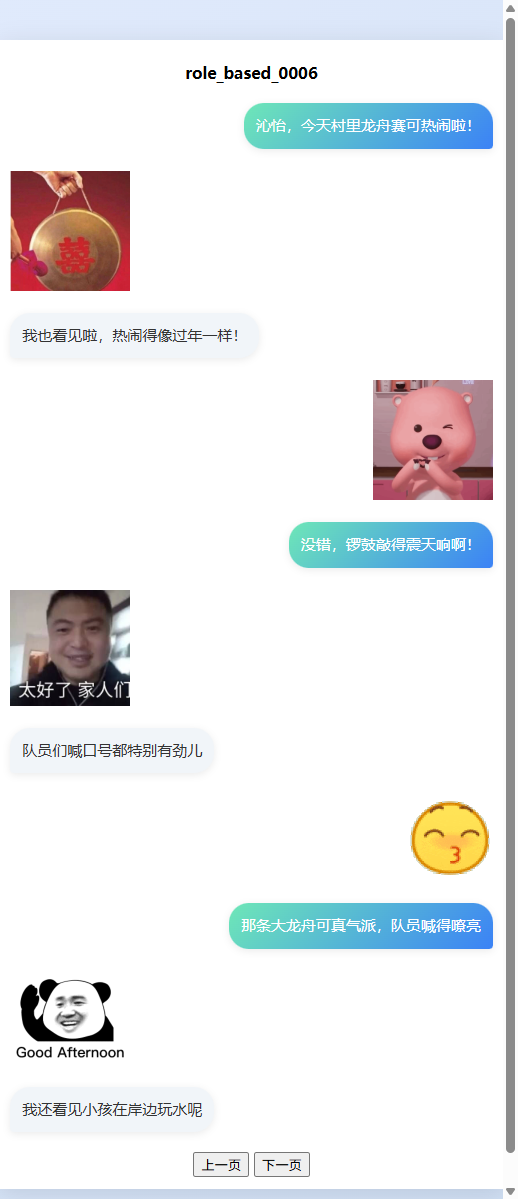 role_based_0006
沁怡，今天村里龙舟赛可热闹啦！
囍
我也看见啦，热闹得像过年一样！
没错，锣鼓敲得震天响啊！
太好了 家人们
队员们喊口号都特别有劲儿
那条大龙舟可真气派，队员喊得嘹亮
Good Afternoon
我还看见小孩在岸边玩水呢
上一页 下一页